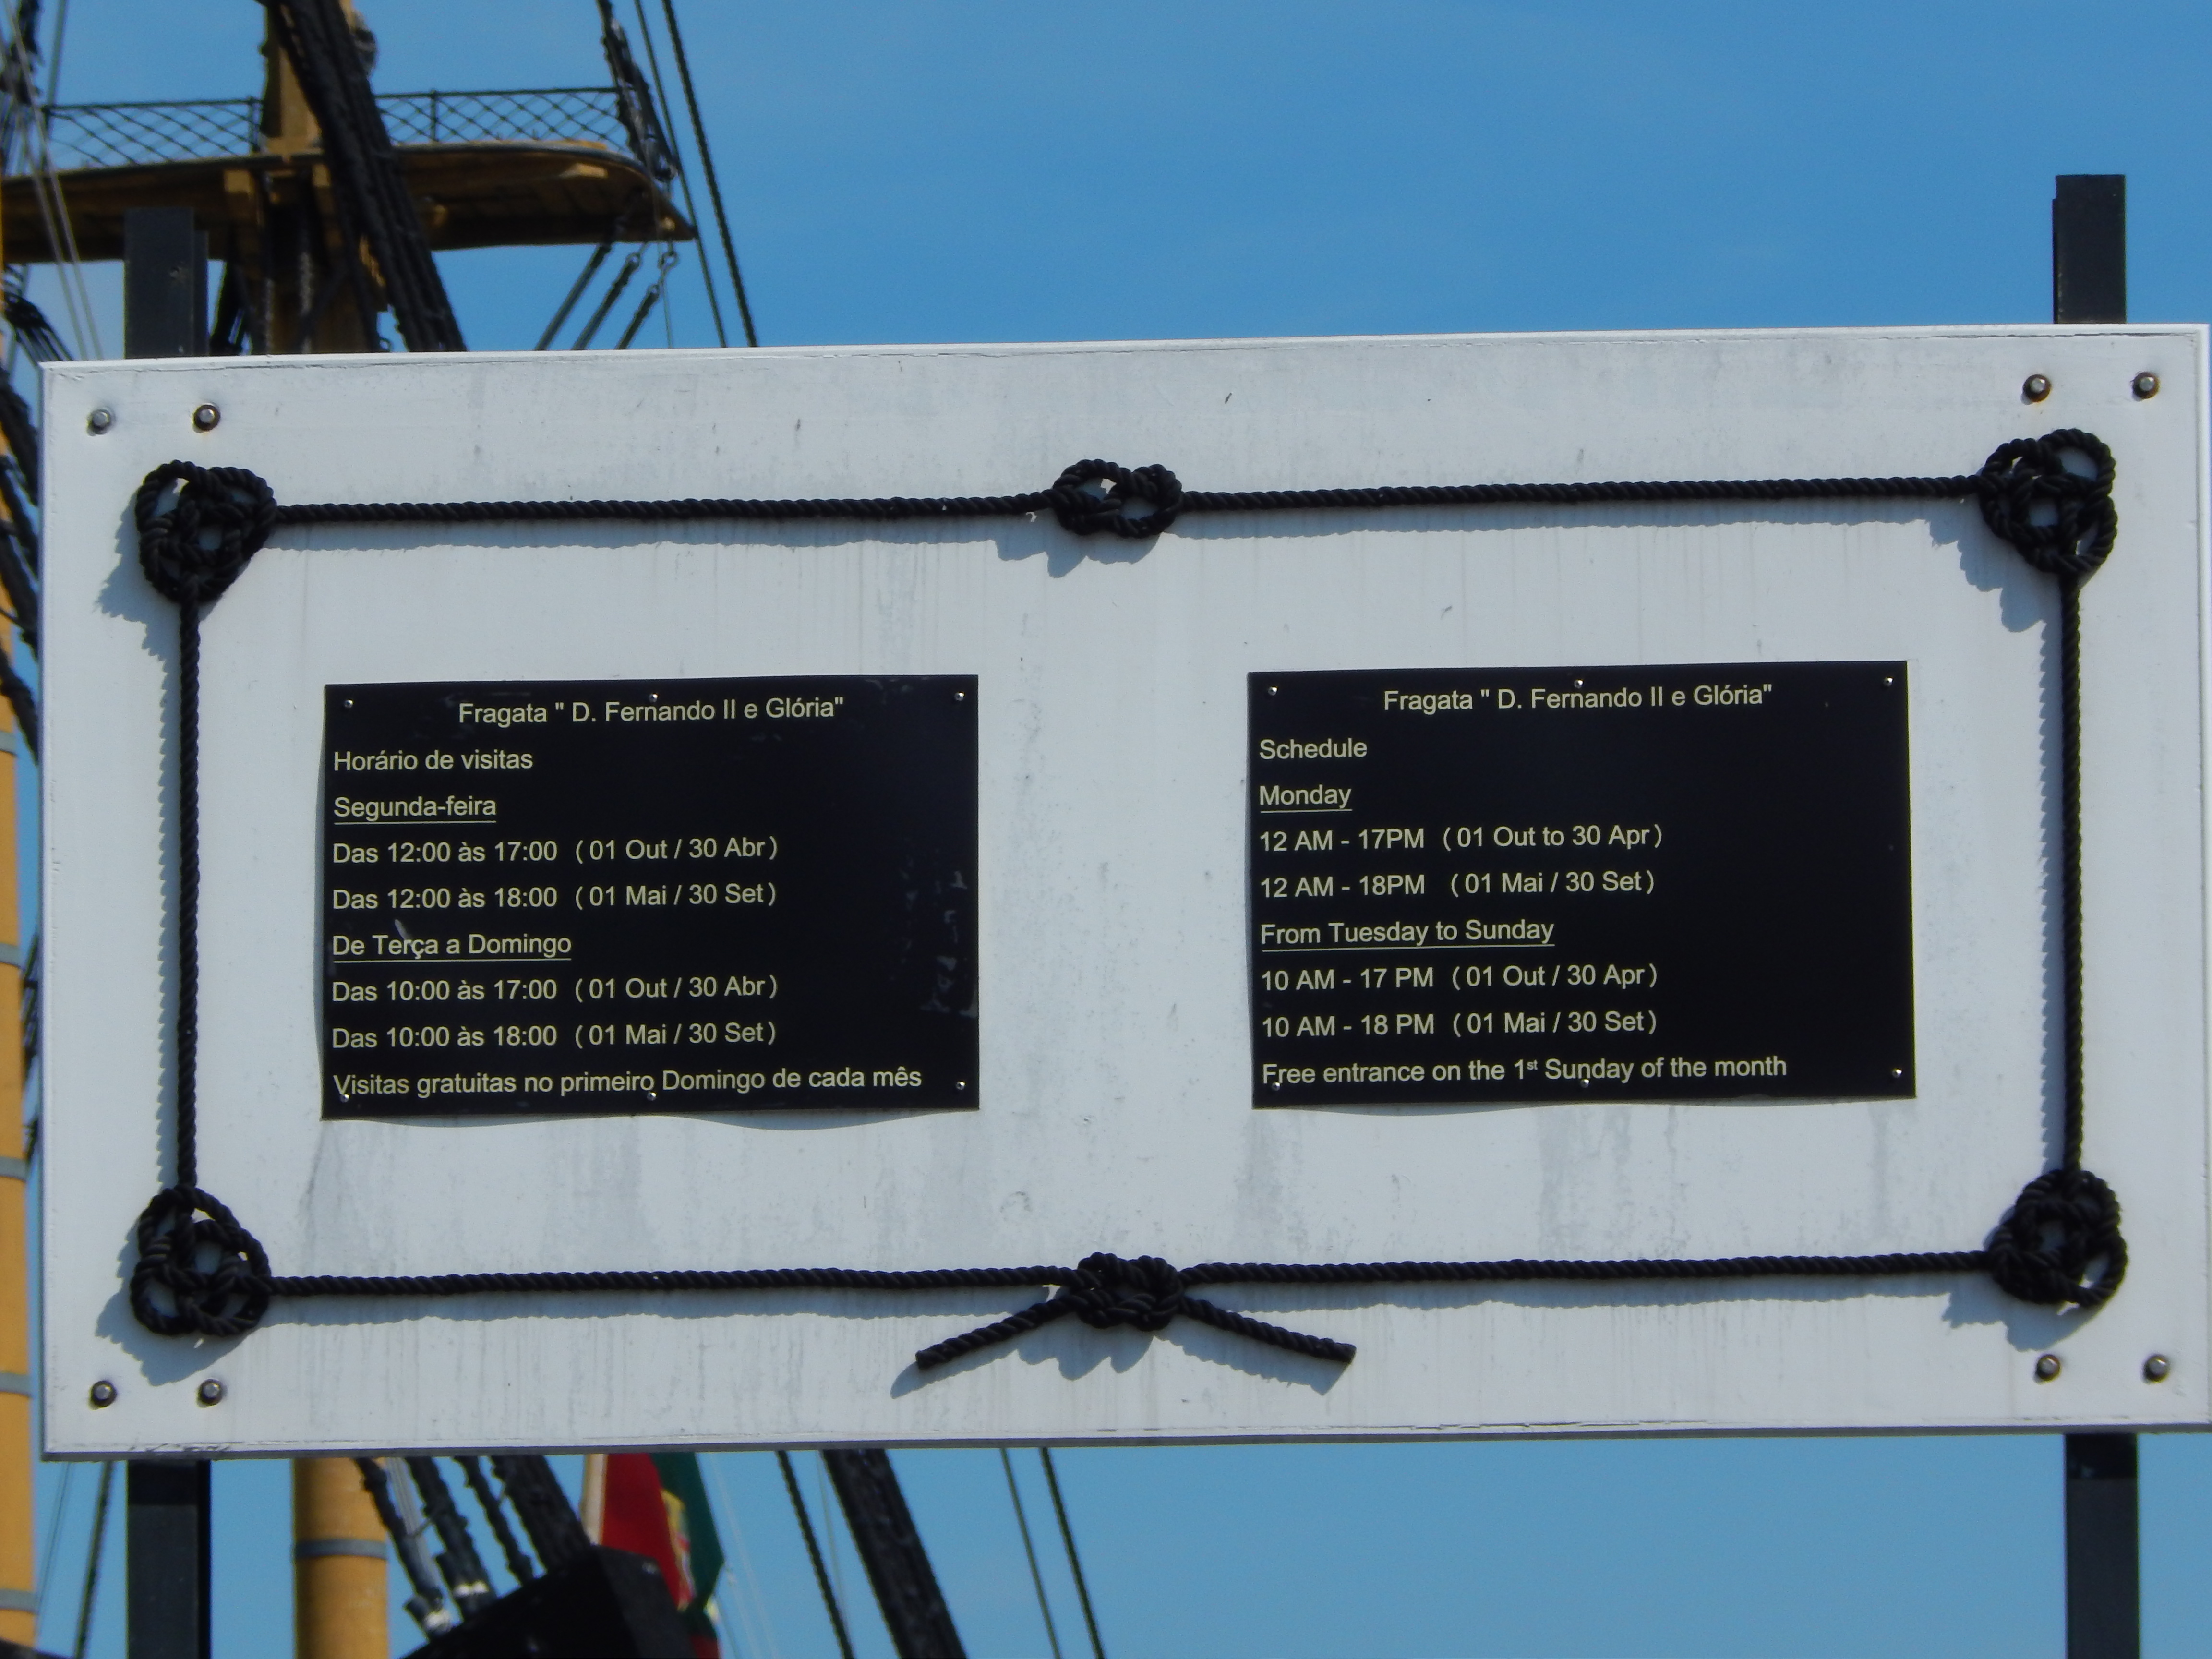 Fragata " D. Fernando II e Glória"
Horário de visitas
Segunda-feira
Das 12:00 às 17:00 ( 01 Out / 30 Abr )
Das 12:00 às 18:00 ( 01 Mai / 30 Set )
De Terça a Domingo
Das 10:00 às 17:00 ( 01 Out / 30 Abr )
Das 10:00 às 18:00 ( 01 Mai / 30 Set )
Visitas gratuitas no primeiro Domingo de cada mês
Fragata " D. Fernando II e Glória"
Schedule
Monday
12 AM - 17PM ( 01 Out to 30 Apr )
12 AM - 18PM ( 01 Mai / 30 Set )
From Tuesday to Sunday
10 AM - 17 PM ( 01 Out / 30 Apr )
10 AM - 18 PM ( 01 Mai / 30 Set )
Free entrance on the 1st Sunday of the month